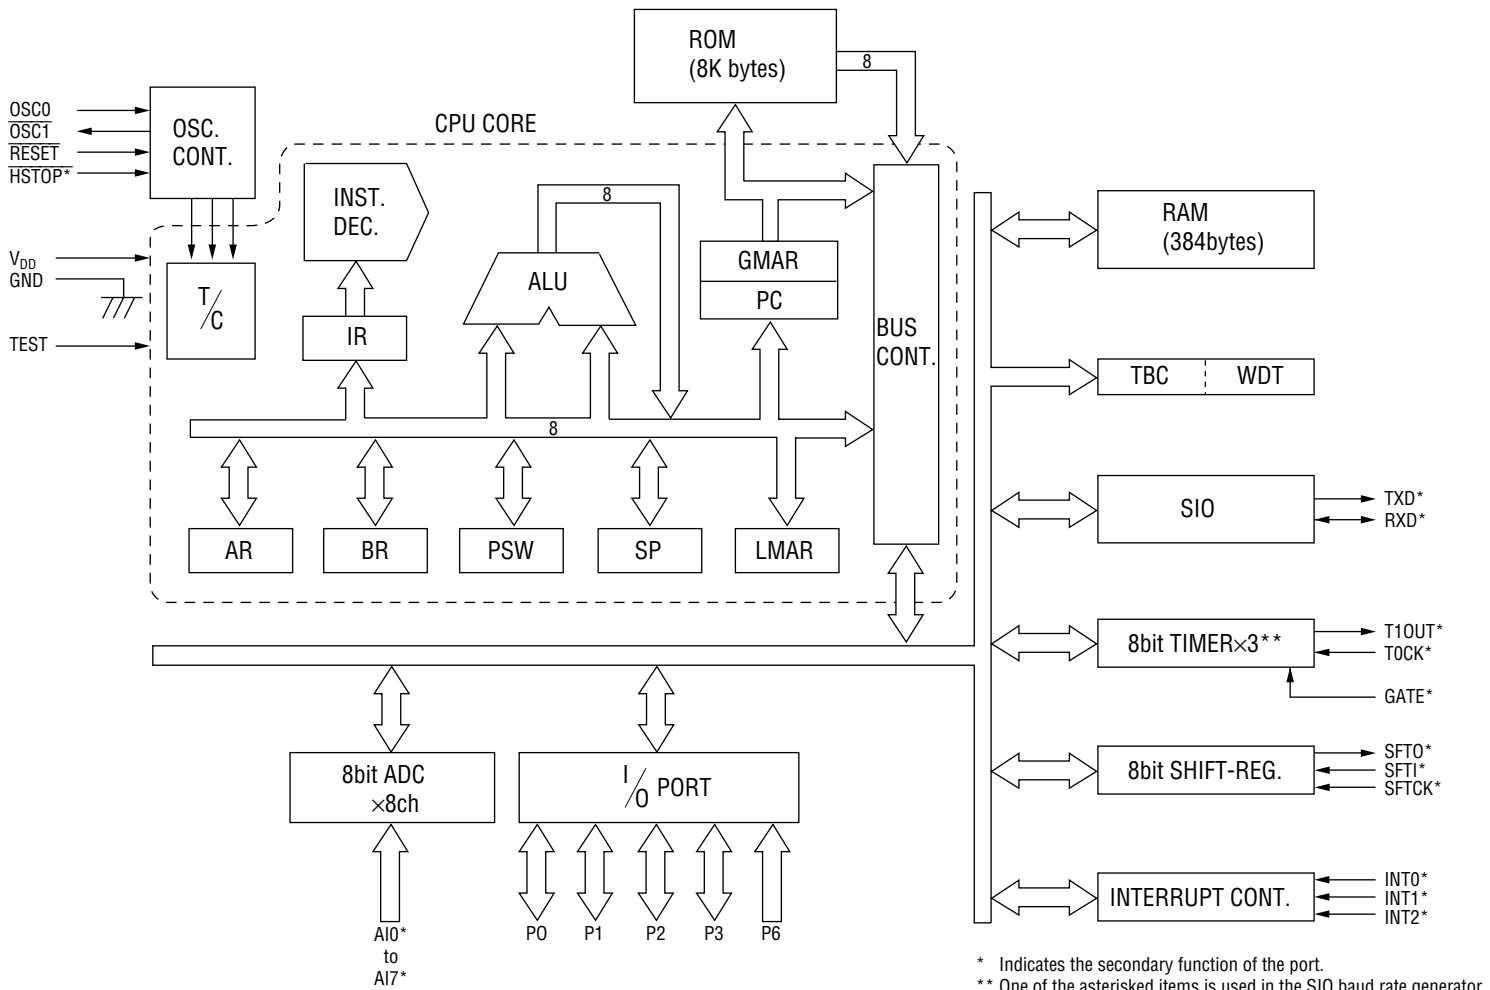 ROM
(8K bytes)
8
OSC0
OSC1
RESET
HSTOP*
OSC.
CONT.
CPU CORE
INST.
DEC.
8
RAM
(384bytes)
VDD
GND
T/C
ALU
GMAR
PC
IR
BUS
CONT.
TEST
TBC
WDT
8
SIO
TXD*
RXD*
AR
BR
PSW
SP
LMAR
8bit TIMER×3**
T1OUT*
T0CK*
GATE*
8bit ADC
×8ch
I/O PORT
8bit SHIFT-REG.
SFTO*
SFTI*
SFTCK*
INTERRUPT CONT.
INT0*
INT1*
INT2*
AI0*
to
AI7*
P0
P1
P2
P3
P6
* Indicates the secondary function of the port.
** One of the asterisked items is used in the SIO baud rate generator